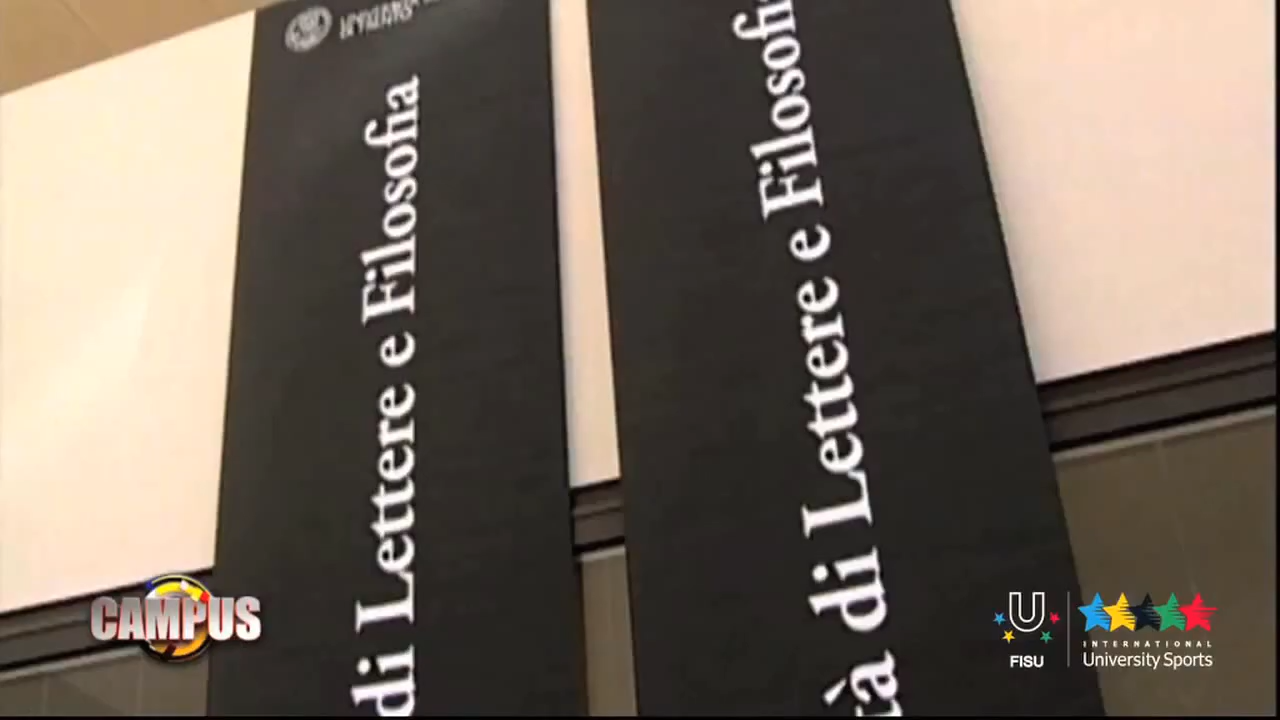 di Lettere e Filosofia
tà di Lettere e Filosofia
CAMPUS
U
FISU
INTERNATIONAL
University Sports